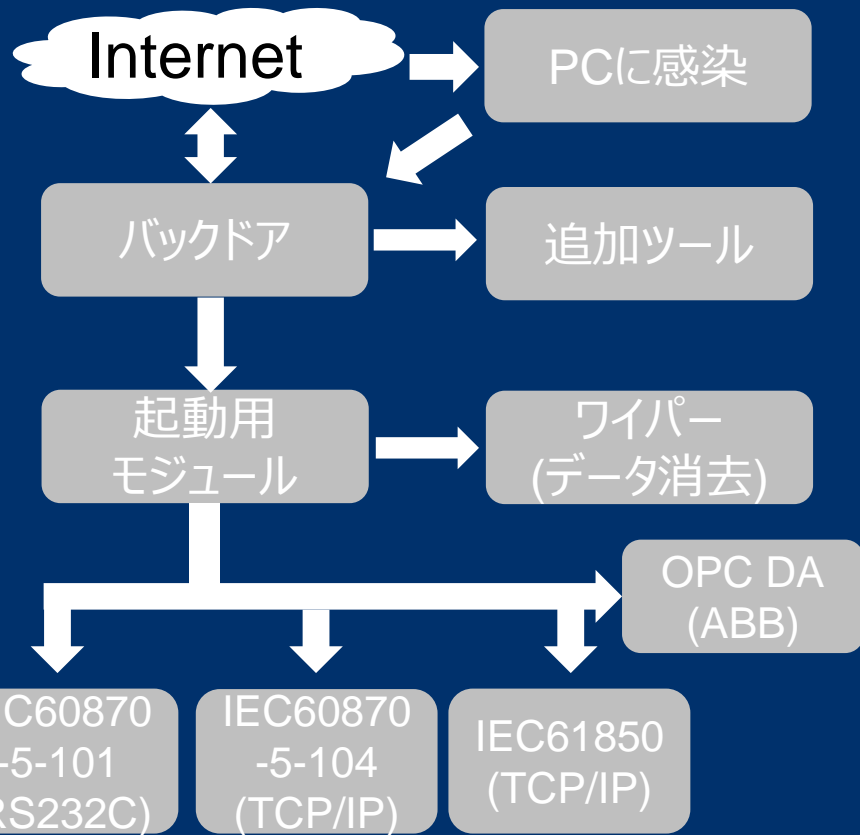 Internet
PCに感染
バックドア
追加ツール
起動用
モジュール
ワイパー
(データ消去)
OPC DA
(ABB)
C60870
-5-101
RS232C)
IEC60870
-5-104
(TCP/IP)
IEC61850
(TCP/IP)